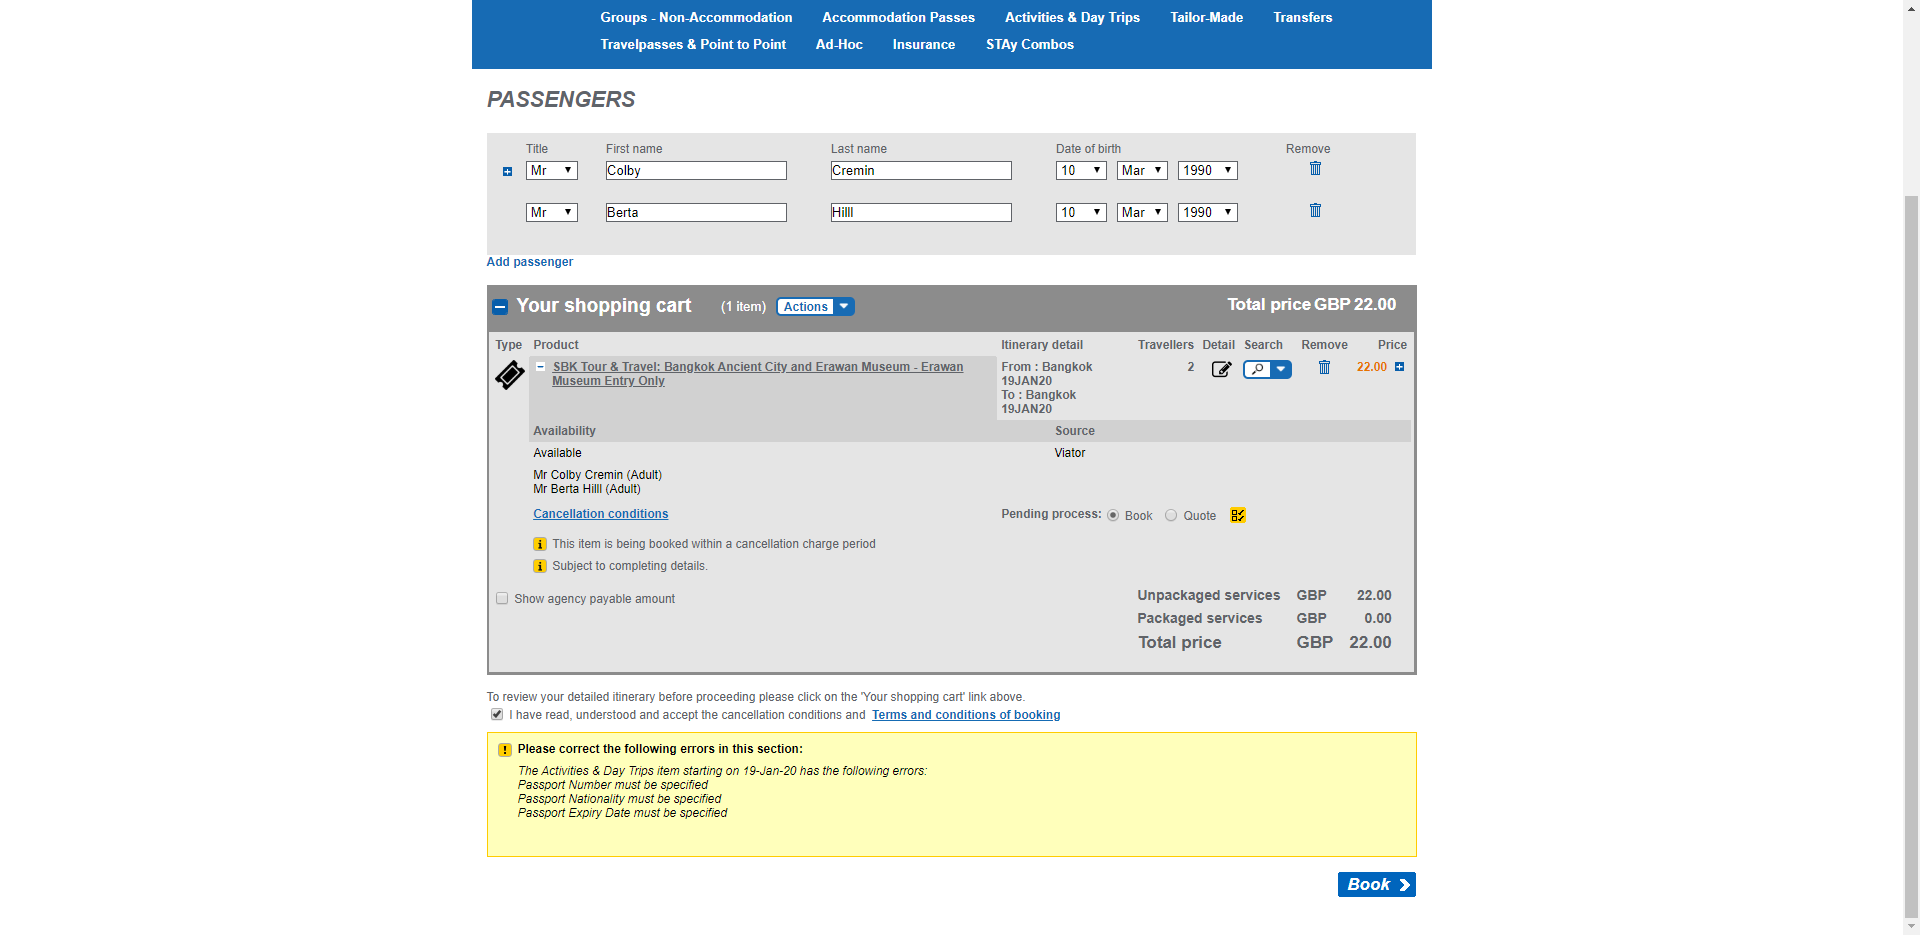 Groups - Non-Accommodation Accommodation Passes Activities & Day Trips Tailor-Made Transfers
Travelpasses & Point to Point Ad-Hoc Insurance STAy Combos
PASSENGERS
Title First name Last name Date of birth Remove
Mr Colby Cremin 10 Mar 1990
Mr Berta Hilll 10 Mar 1990
Add passenger
Your shopping cart (1 item) Actions Total price GBP 22.00
Type Product Itinerary detail Travellers Detail Search Remove Price
SBK Tour & Travel: Bangkok Ancient City and Erawan Museum - Erawan
Museum Entry Only
From : Bangkok
19JAN20
To : Bangkok
19JAN20
2
22.00
Availability Source
Available Viator
Mr Colby Cremin (Adult)
Mr Berta Hilll (Adult)
Cancellation conditions Pending process: Book Quote
This item is being booked within a cancellation charge period
Subject to completing details.
Show agency payable amount
Unpackaged services GBP 22.00
Packaged services GBP 0.00
Total price GBP 22.00
To review your detailed itinerary before proceeding please click on the 'Your shopping cart' link above.
I have read, understood and accept the cancellation conditions and Terms and conditions of booking
Please correct the following errors in this section:
The Activities & Day Trips item starting on 19-Jan-20 has the following errors:
Passport Number must be specified
Passport Nationality must be specified
Passport Expiry Date must be specified
Book